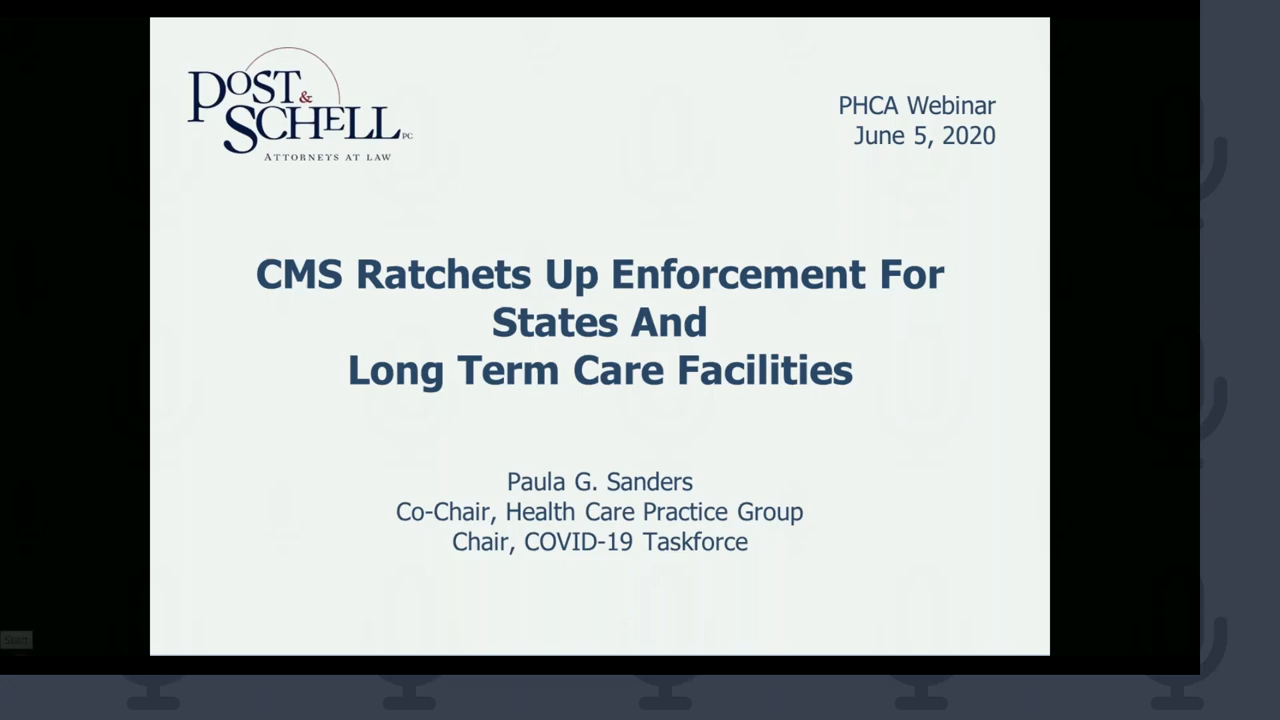 POST &
SCHELL PC
ATTORNEYS AT LAW
PHCA Webinar
June 5, 2020
CMS Ratchets Up Enforcement For
States And
Long Term Care Facilities
Paula G. Sanders
Co-Chair, Health Care Practice Group
Chair, COVID-19 Taskforce
Start